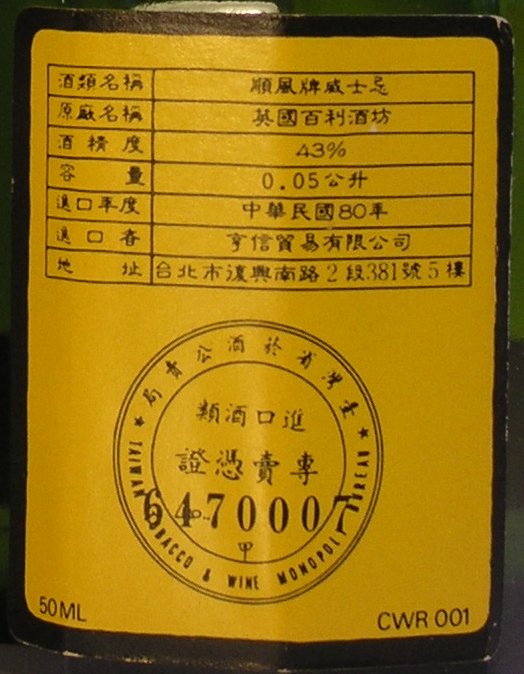 酒類名稱 順風牌威士忌
原廠名稱 英國百利酒坊
酒精度 43%
容量 0.05公升
進口年度 中華民國80年
進口者 亨信貿易有限公司
地址 台北市復興南路2段381號5樓
臺灣省菸酒公賣局
進口酒類
專賣憑證
6470007
甲
TAIWAN TOBACCO & WINE MONOPOLY BUREAU
50ML
CWR 001